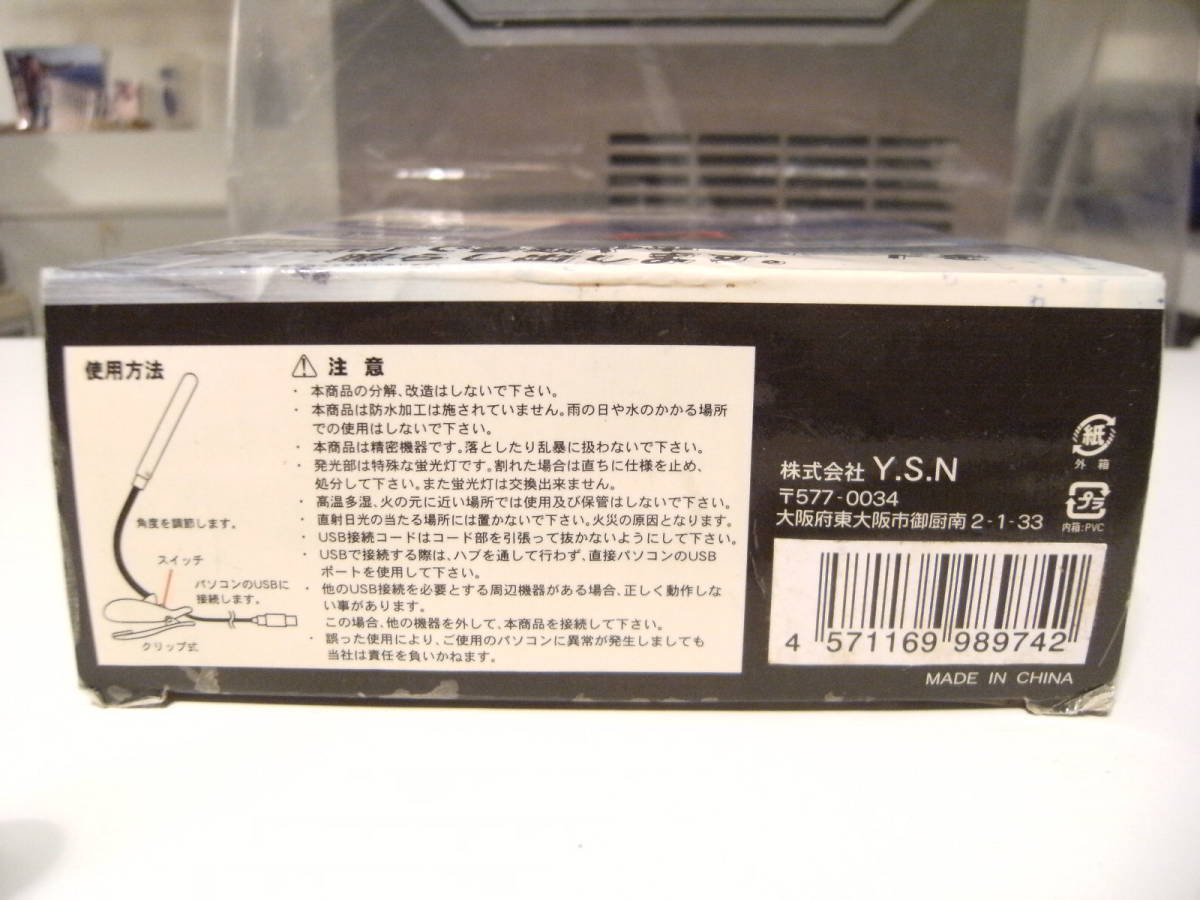 使用方法
角度を調節します。
スイッチ
パソコンのUSBに
接続します。
クリップ式
注 意
・ 本商品の分解、改造はしないで下さい。
・ 本商品は防水加工は施されていません。雨の日や水のかかる場所
での使用はしないで下さい。
・ 本商品は精密機器です。落としたり乱暴に扱わないで下さい。
・ 発光部は特殊な蛍光灯です。割れた場合は直ちに仕様を止め、
処分して下さい。また蛍光灯は交換出来ません。
・ 高温多湿、火の元に近い場所では使用及び保管はしないで下さい。
・ 直射日光の当たる場所には置かないで下さい。火災の原因となります。
・ USB接続コードはコード部を引張って抜かないようにして下さい。
・ USBで接続する際は、ハブを通して行わず、直接パソコンのUSB
ポートを使用して下さい。
・ 他のUSB接続を必要とする周辺機器がある場合、正しく動作しな
い事があります。
この場合、他の機器を外して、本商品を接続して下さい。
・ 誤った使用により、ご使用のパソコンに異常が発生しましても
当社は責任を負いかねます。
株式会社 Y.S.N
〒577-0034
大阪府東大阪市御厨南2-1-33
紙
外 箱
プラ
内箱:PVC
4 571169 989742
MADE IN CHINA